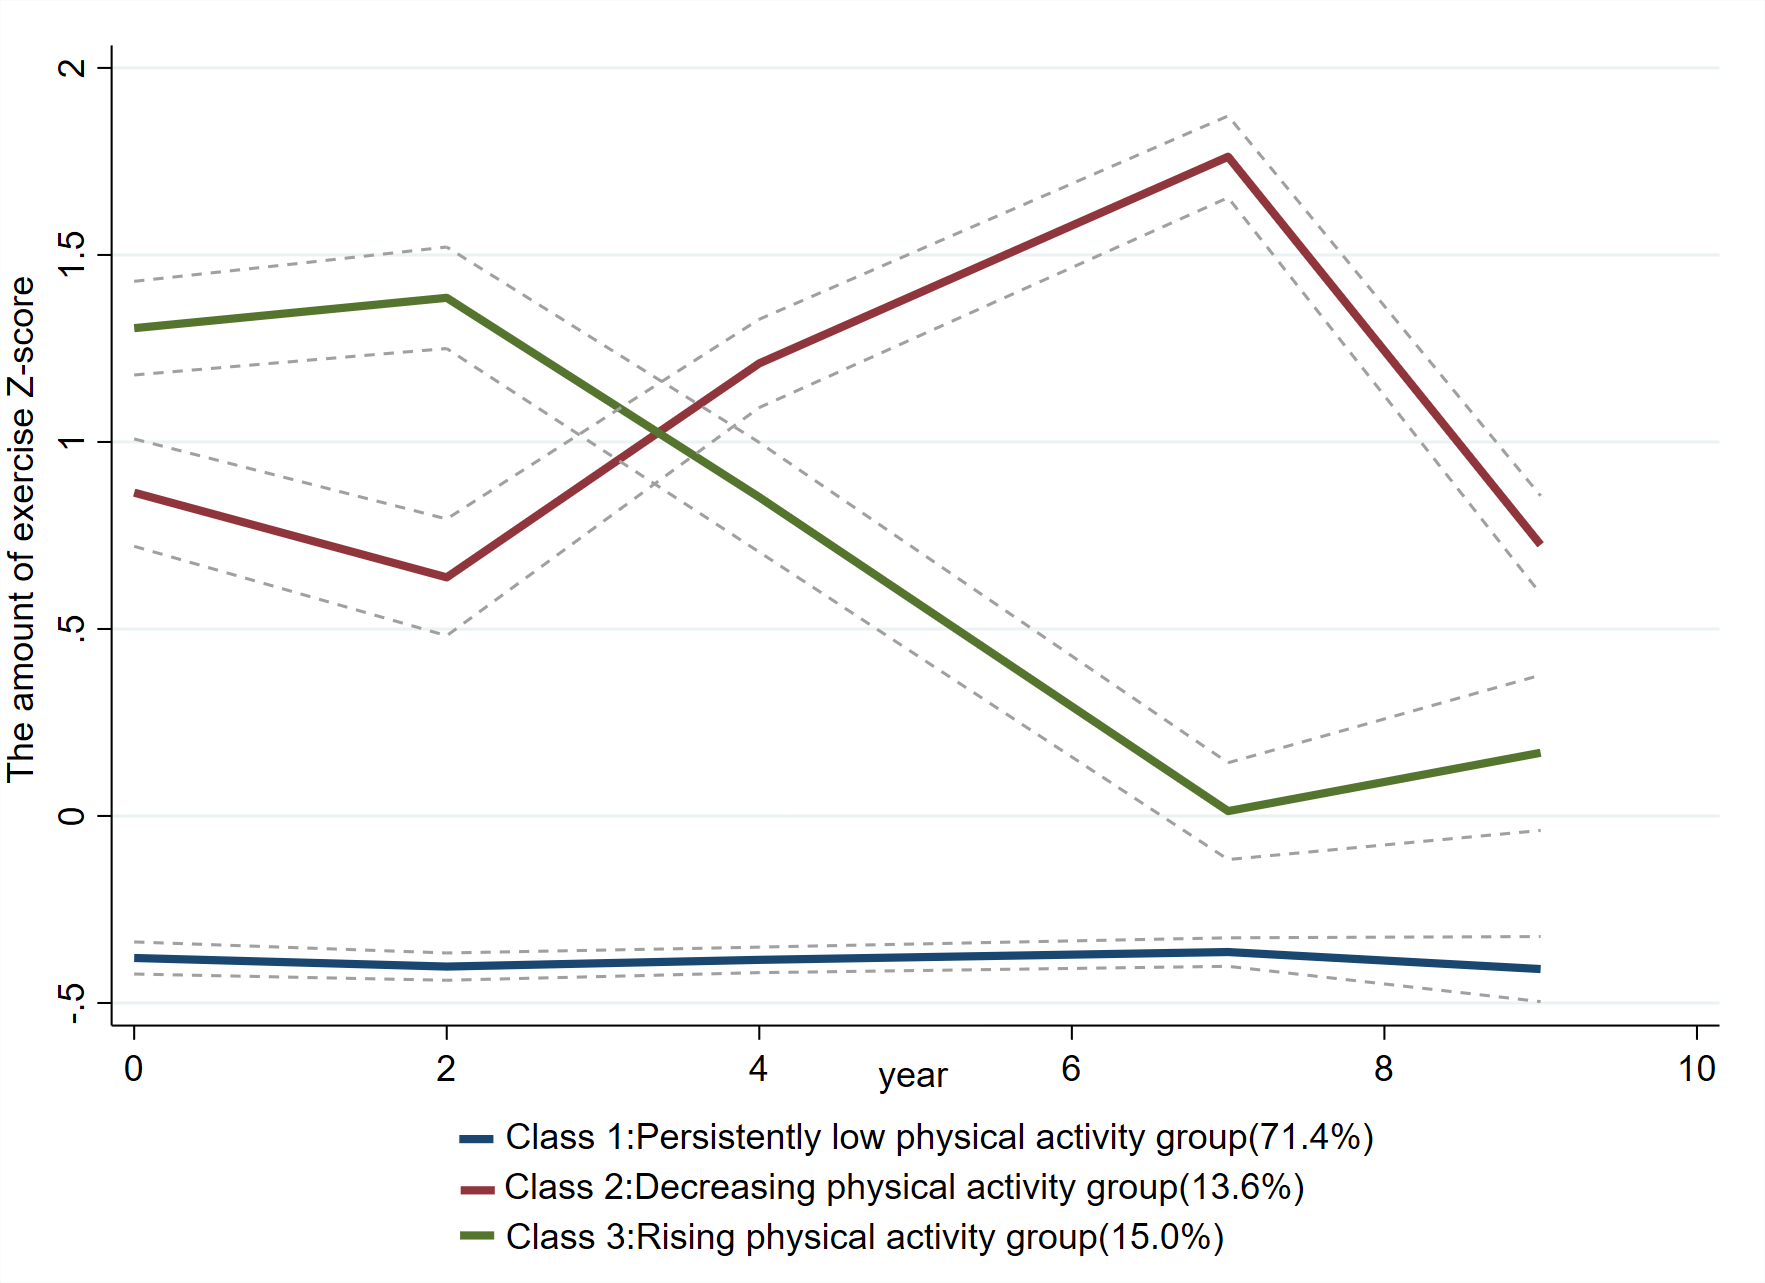 The amount of exercise Z-score
2
1.5
1
.5
0
-.5
0 2 4 6 8 10
year
Class 1:Persistently low physical activity group(71.4%)
Class 2:Decreasing physical activity group(13.6%)
Class 3:Rising physical activity group(15.0%)